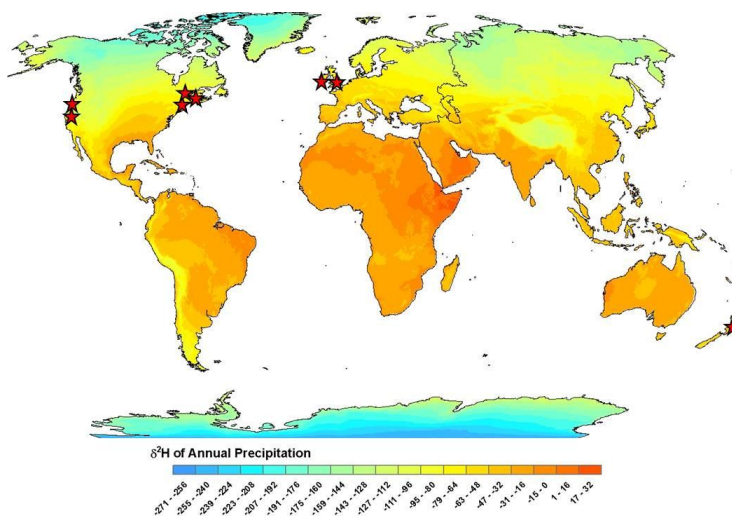 δ²H of Annual Precipitation
-271 - -256
-255 - -240
-239 - -224
-223 - -208
-207 - -192
-191 - -176
-175 - -160
-159 - -144
-143 - -128
-127 - -112
-111 - -96
-95 - -80
-79 - -64
-63 - -48
-47 - -32
-31 - -16
-15 - 0
1 - 16
17 - 32